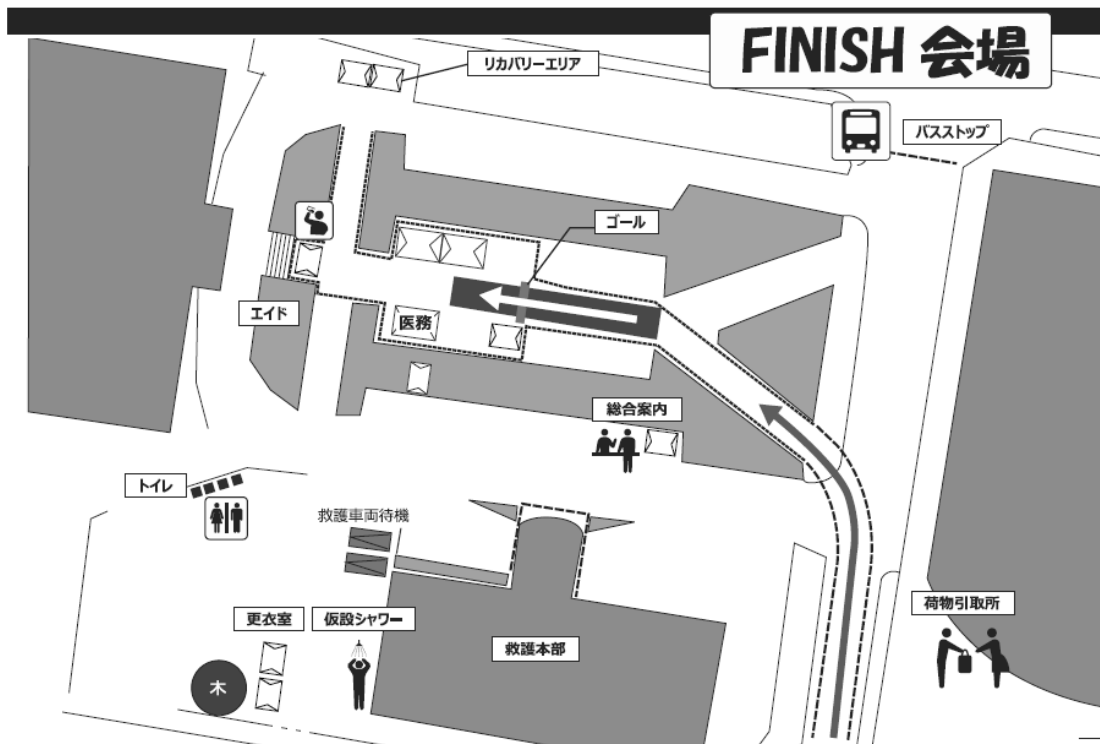 FINISH 会場
リカバリーエリア
バスストップ
ゴール
エイド
医務
総合案内
トイレ
救護車両待機
更衣室
仮設シャワー
救護本部
荷物引取所
木